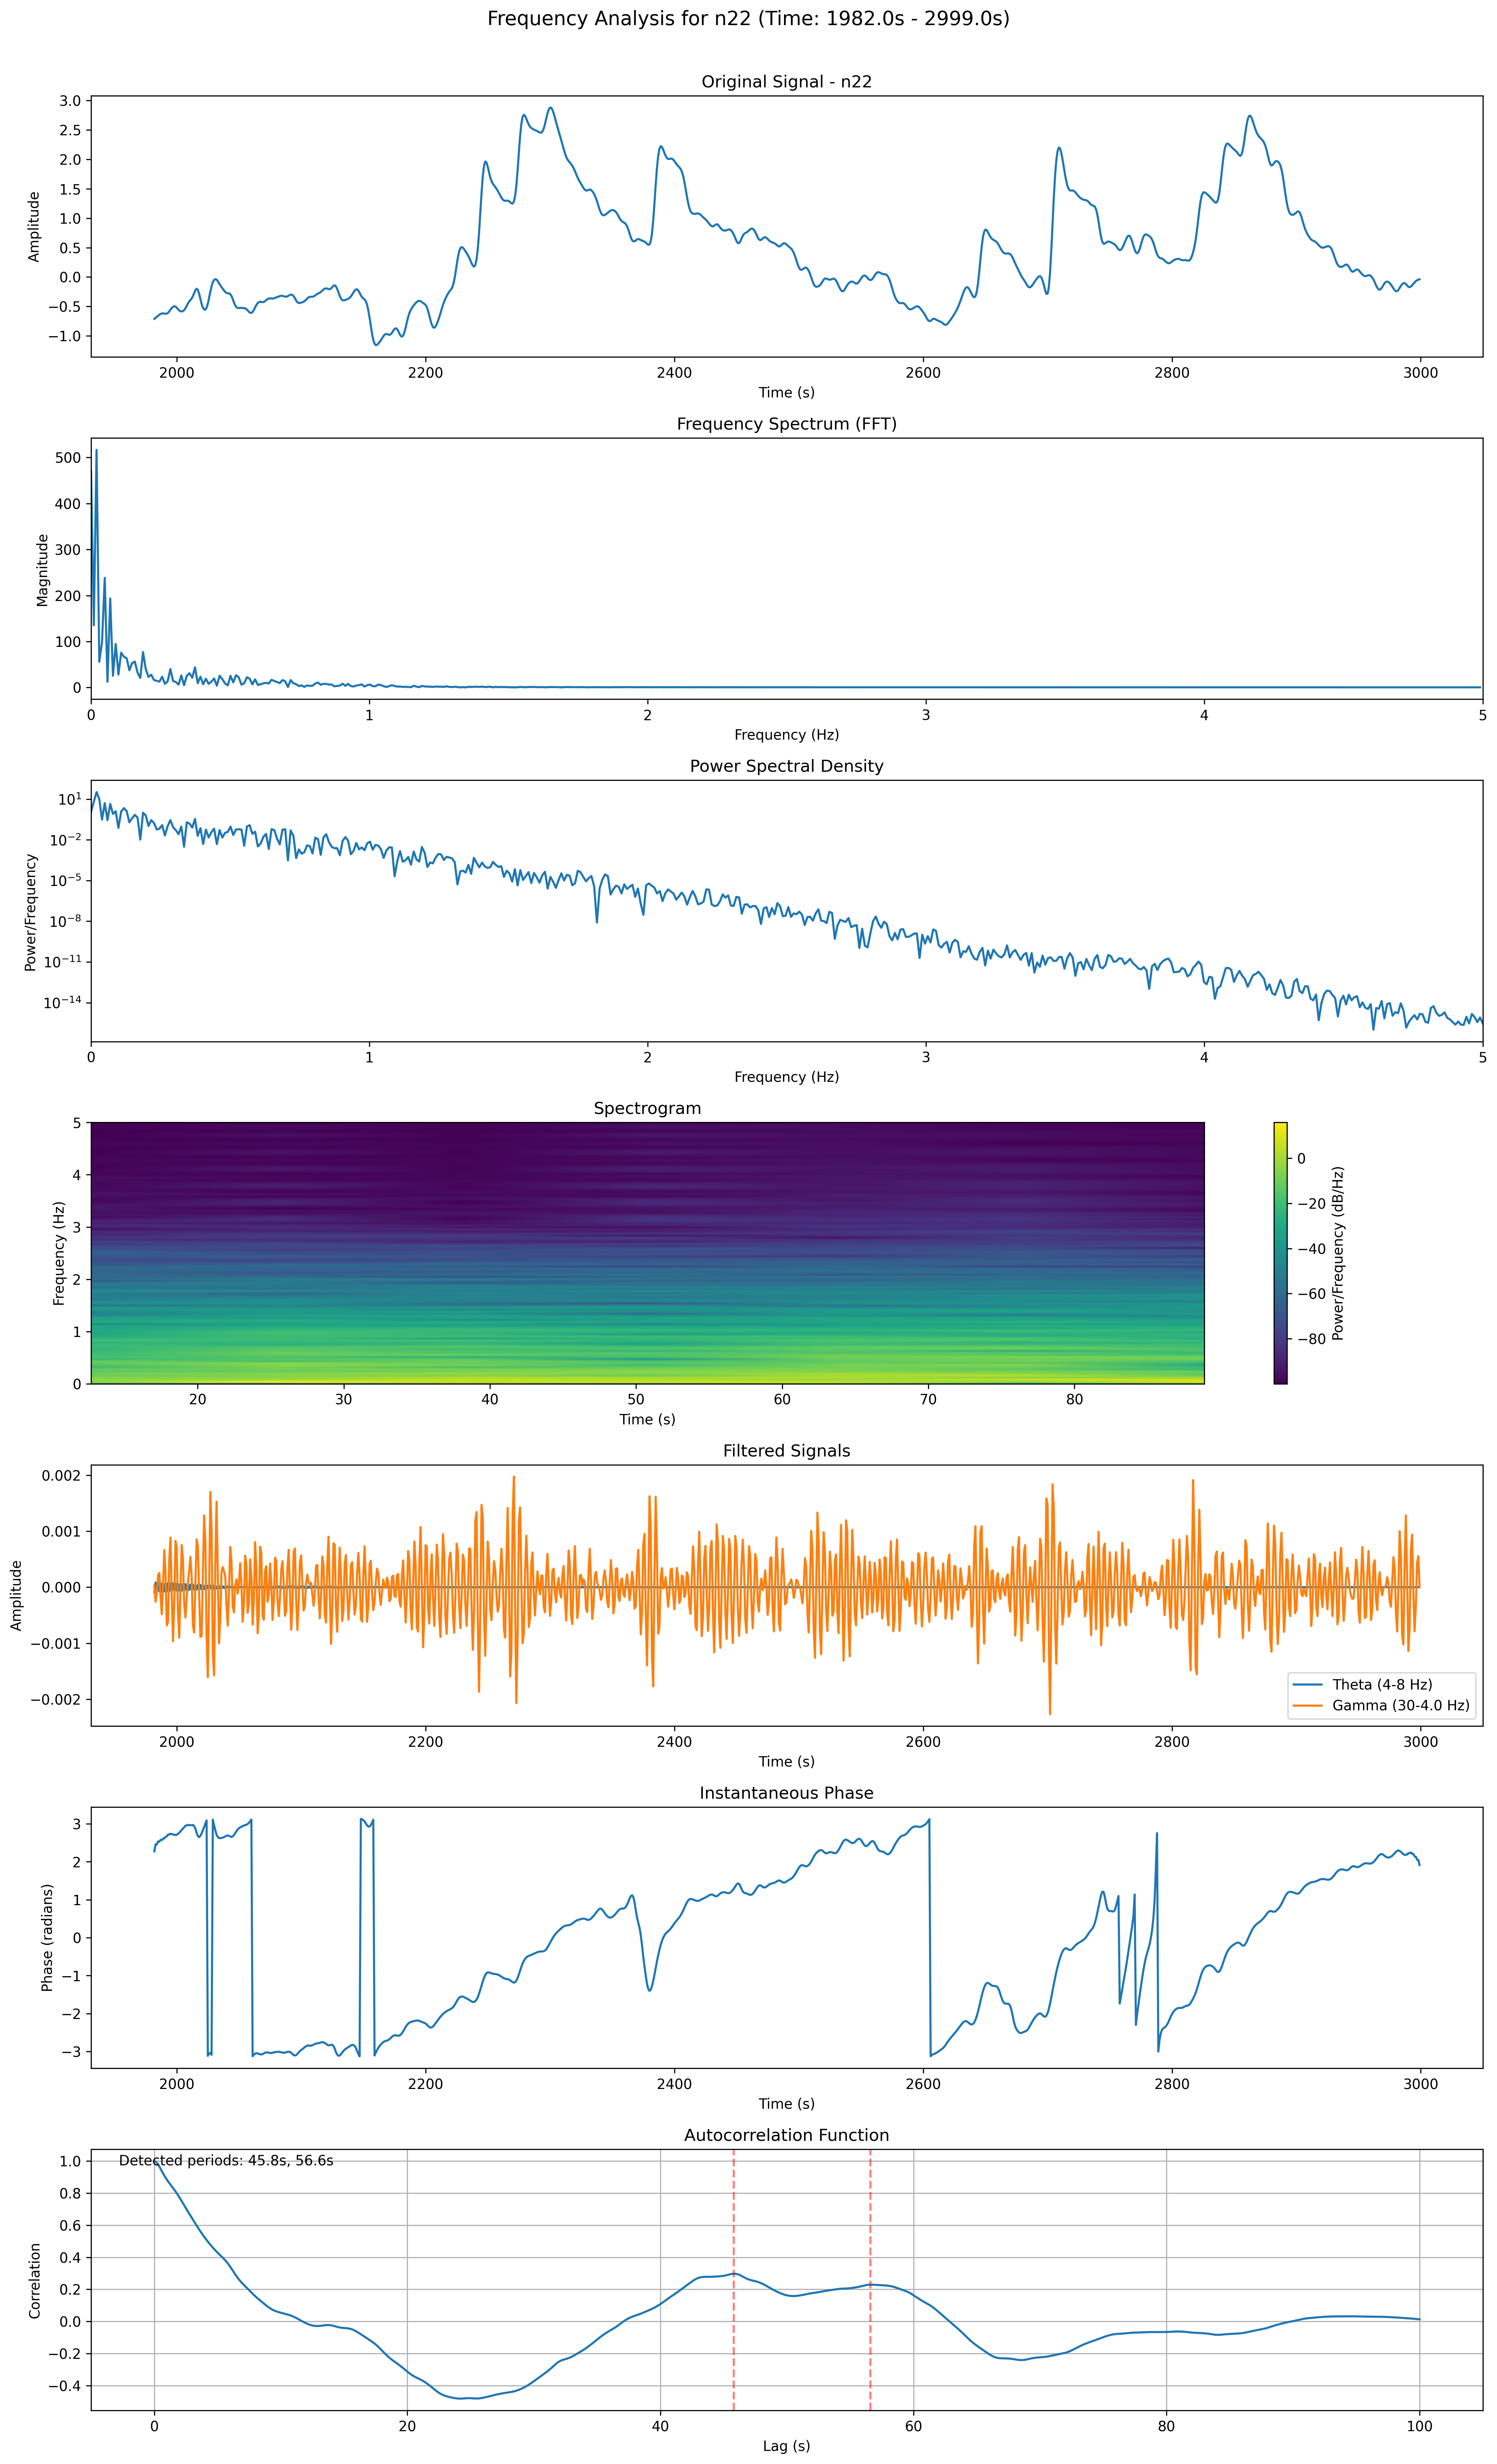 Frequency Analysis for n22 (Time: 1982.0s - 2999.0s)
Original Signal - n22
3.0
2.5
2.0
1.5
1.0
0.5
0.0
−0.5
−1.0
Amplitude
2000 2200 2400 2600 2800 3000
Time (s)
Frequency Spectrum (FFT)
500
400
300
200
100
0
Magnitude
0 1 2 3 4 5
Frequency (Hz)
Power Spectral Density
10¹
10⁻²
10⁻⁵
10⁻⁸
10⁻¹¹
10⁻¹⁴
Power/Frequency
0 1 2 3 4 5
Frequency (Hz)
Spectrogram
5
4
3
2
1
0
Frequency (Hz)
20 30 40 50 60 70 80
Time (s)
0
−20
−40
−60
−80
Power/Frequency (dB/Hz)
Filtered Signals
0.002
0.001
0.000
−0.001
−0.002
Amplitude
Theta (4-8 Hz)
Gamma (30-4.0 Hz)
2000 2200 2400 2600 2800 3000
Time (s)
Instantaneous Phase
3
2
1
0
−1
−2
−3
Phase (radians)
2000 2200 2400 2600 2800 3000
Time (s)
Autocorrelation Function
Detected periods: 45.8s, 56.6s
1.0
0.8
0.6
0.4
0.2
0.0
−0.2
−0.4
Correlation
0 20 40 60 80 100
Lag (s)